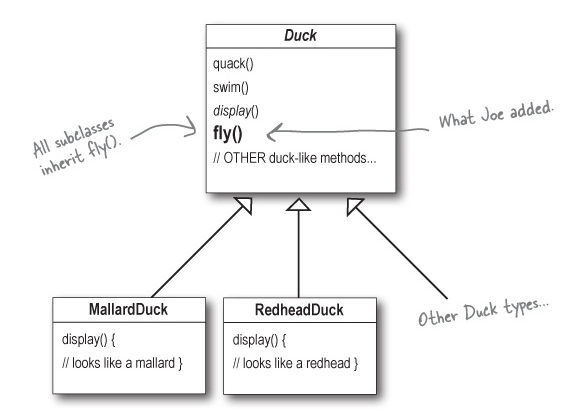 Duck
quack()
swim()
display()
fly()
// OTHER duck-like methods...
All subclasses
inherit fly().
What Joe added.
MallardDuck
display() {
// looks like a mallard }
RedheadDuck
display() {
// looks like a redhead }
Other Duck types...